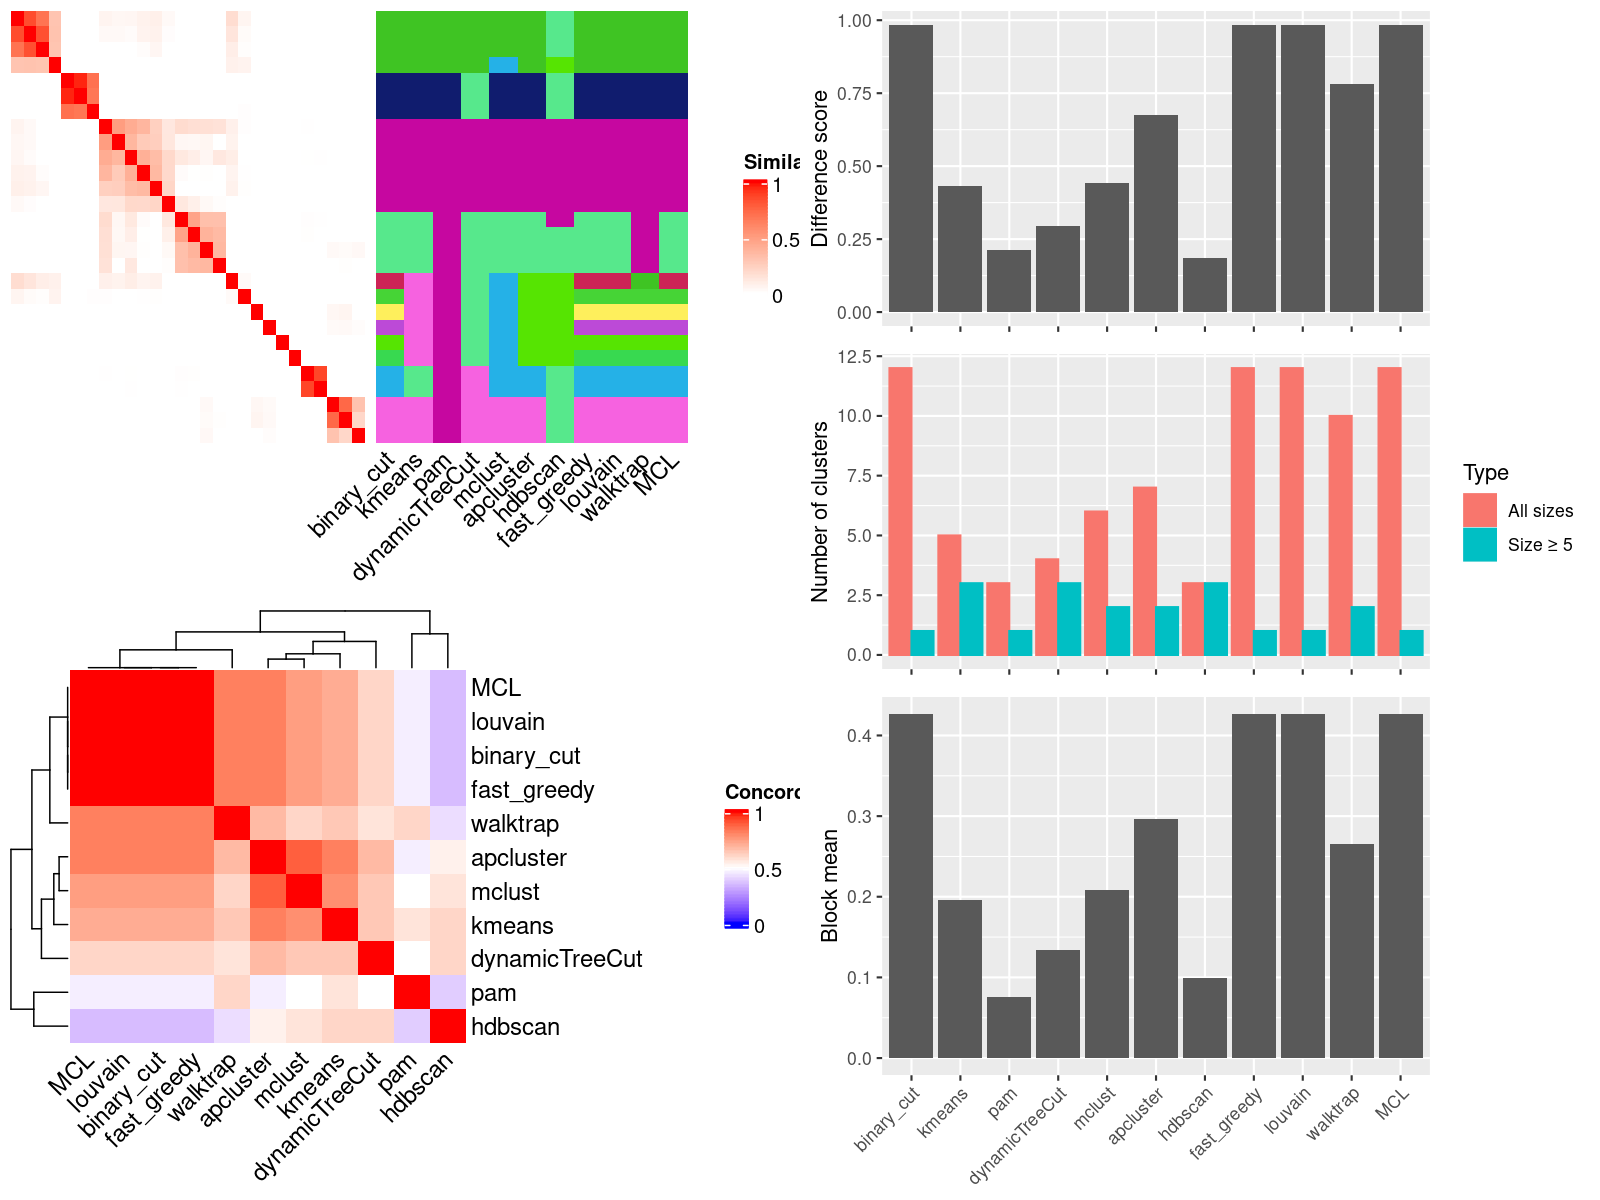 Simila
1
0.5
0
binary_cut
kmeans
pam
dynamicTreeCut
mclust
apcluster
hdbscan
fast_greedy
louvain
walktrap
MCL
MCL
louvain
binary_cut
fast_greedy
walktrap
apcluster
mclust
kmeans
dynamicTreeCut
pam
hdbscan
MCL
louvain
binary_cut
fast_greedy
walktrap
apcluster
mclust
kmeans
dynamicTreeCut
pam
hdbscan
Concord
1
0.5
0
Difference score
1.00
0.75
0.50
0.25
0.00
Number of clusters
12.5
10.0
7.5
5.0
2.5
0.0
Type
All sizes
Size ≥ 5
Block mean
0.4
0.3
0.2
0.1
0.0
binary_cut
kmeans
pam
dynamicTreeCut
mclust
apcluster
hdbscan
fast_greedy
louvain
walktrap
MCL